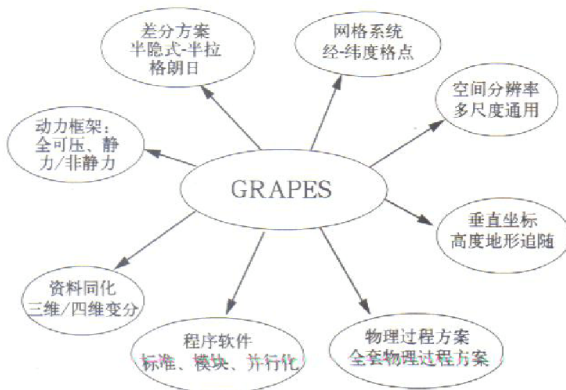 差分方案
半隐式-半拉
格朗日
网格系统
经-纬度格点
空间分辨率
多尺度通用
动力框架:
全可压、静
力/非静力
GRAPES
垂直坐标
高度地形追随
资料同化
三维/四维变分
程序软件
标准、模块、并行化
物理过程方案
全套物理过程方案